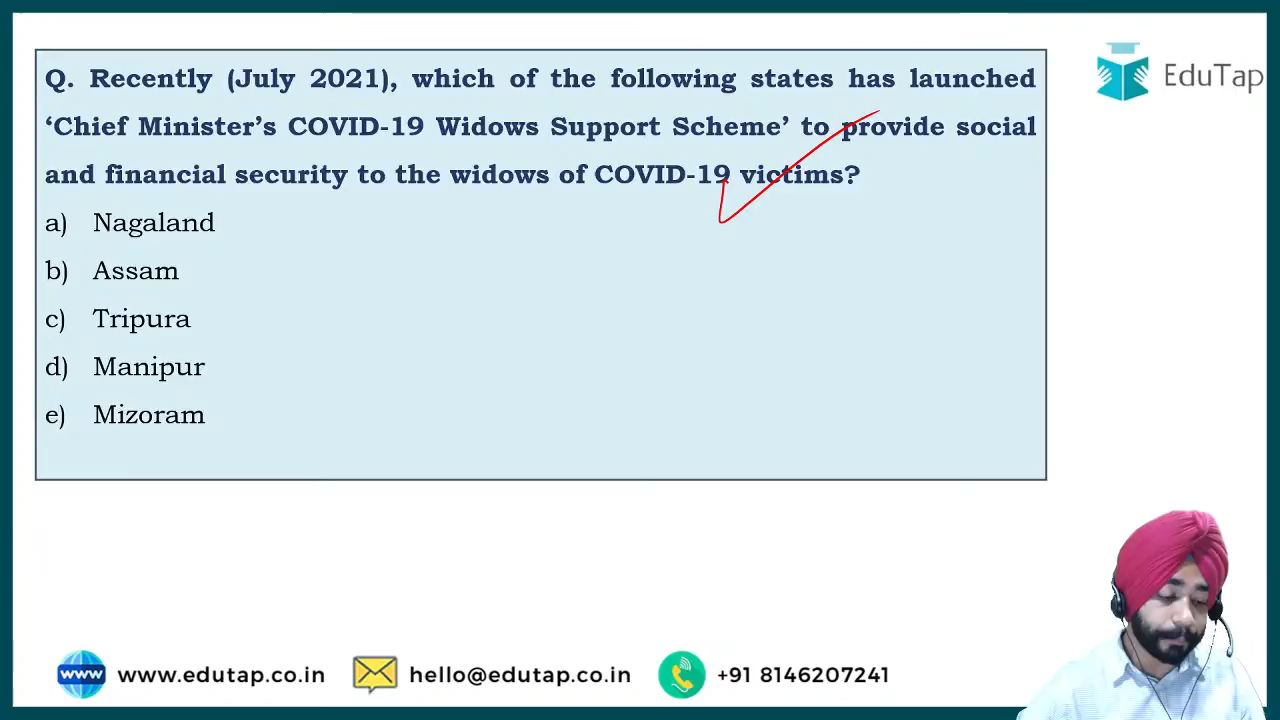 Q. Recently (July 2021), which of the following states has launched
‘Chief Minister’s COVID-19 Widows Support Scheme’ to provide social
and financial security to the widows of COVID-19 victims?
a) Nagaland
b) Assam
c) Tripura
d) Manipur
e) Mizoram
EduTap
www www.edutap.co.in hello@edutap.co.in +91 8146207241